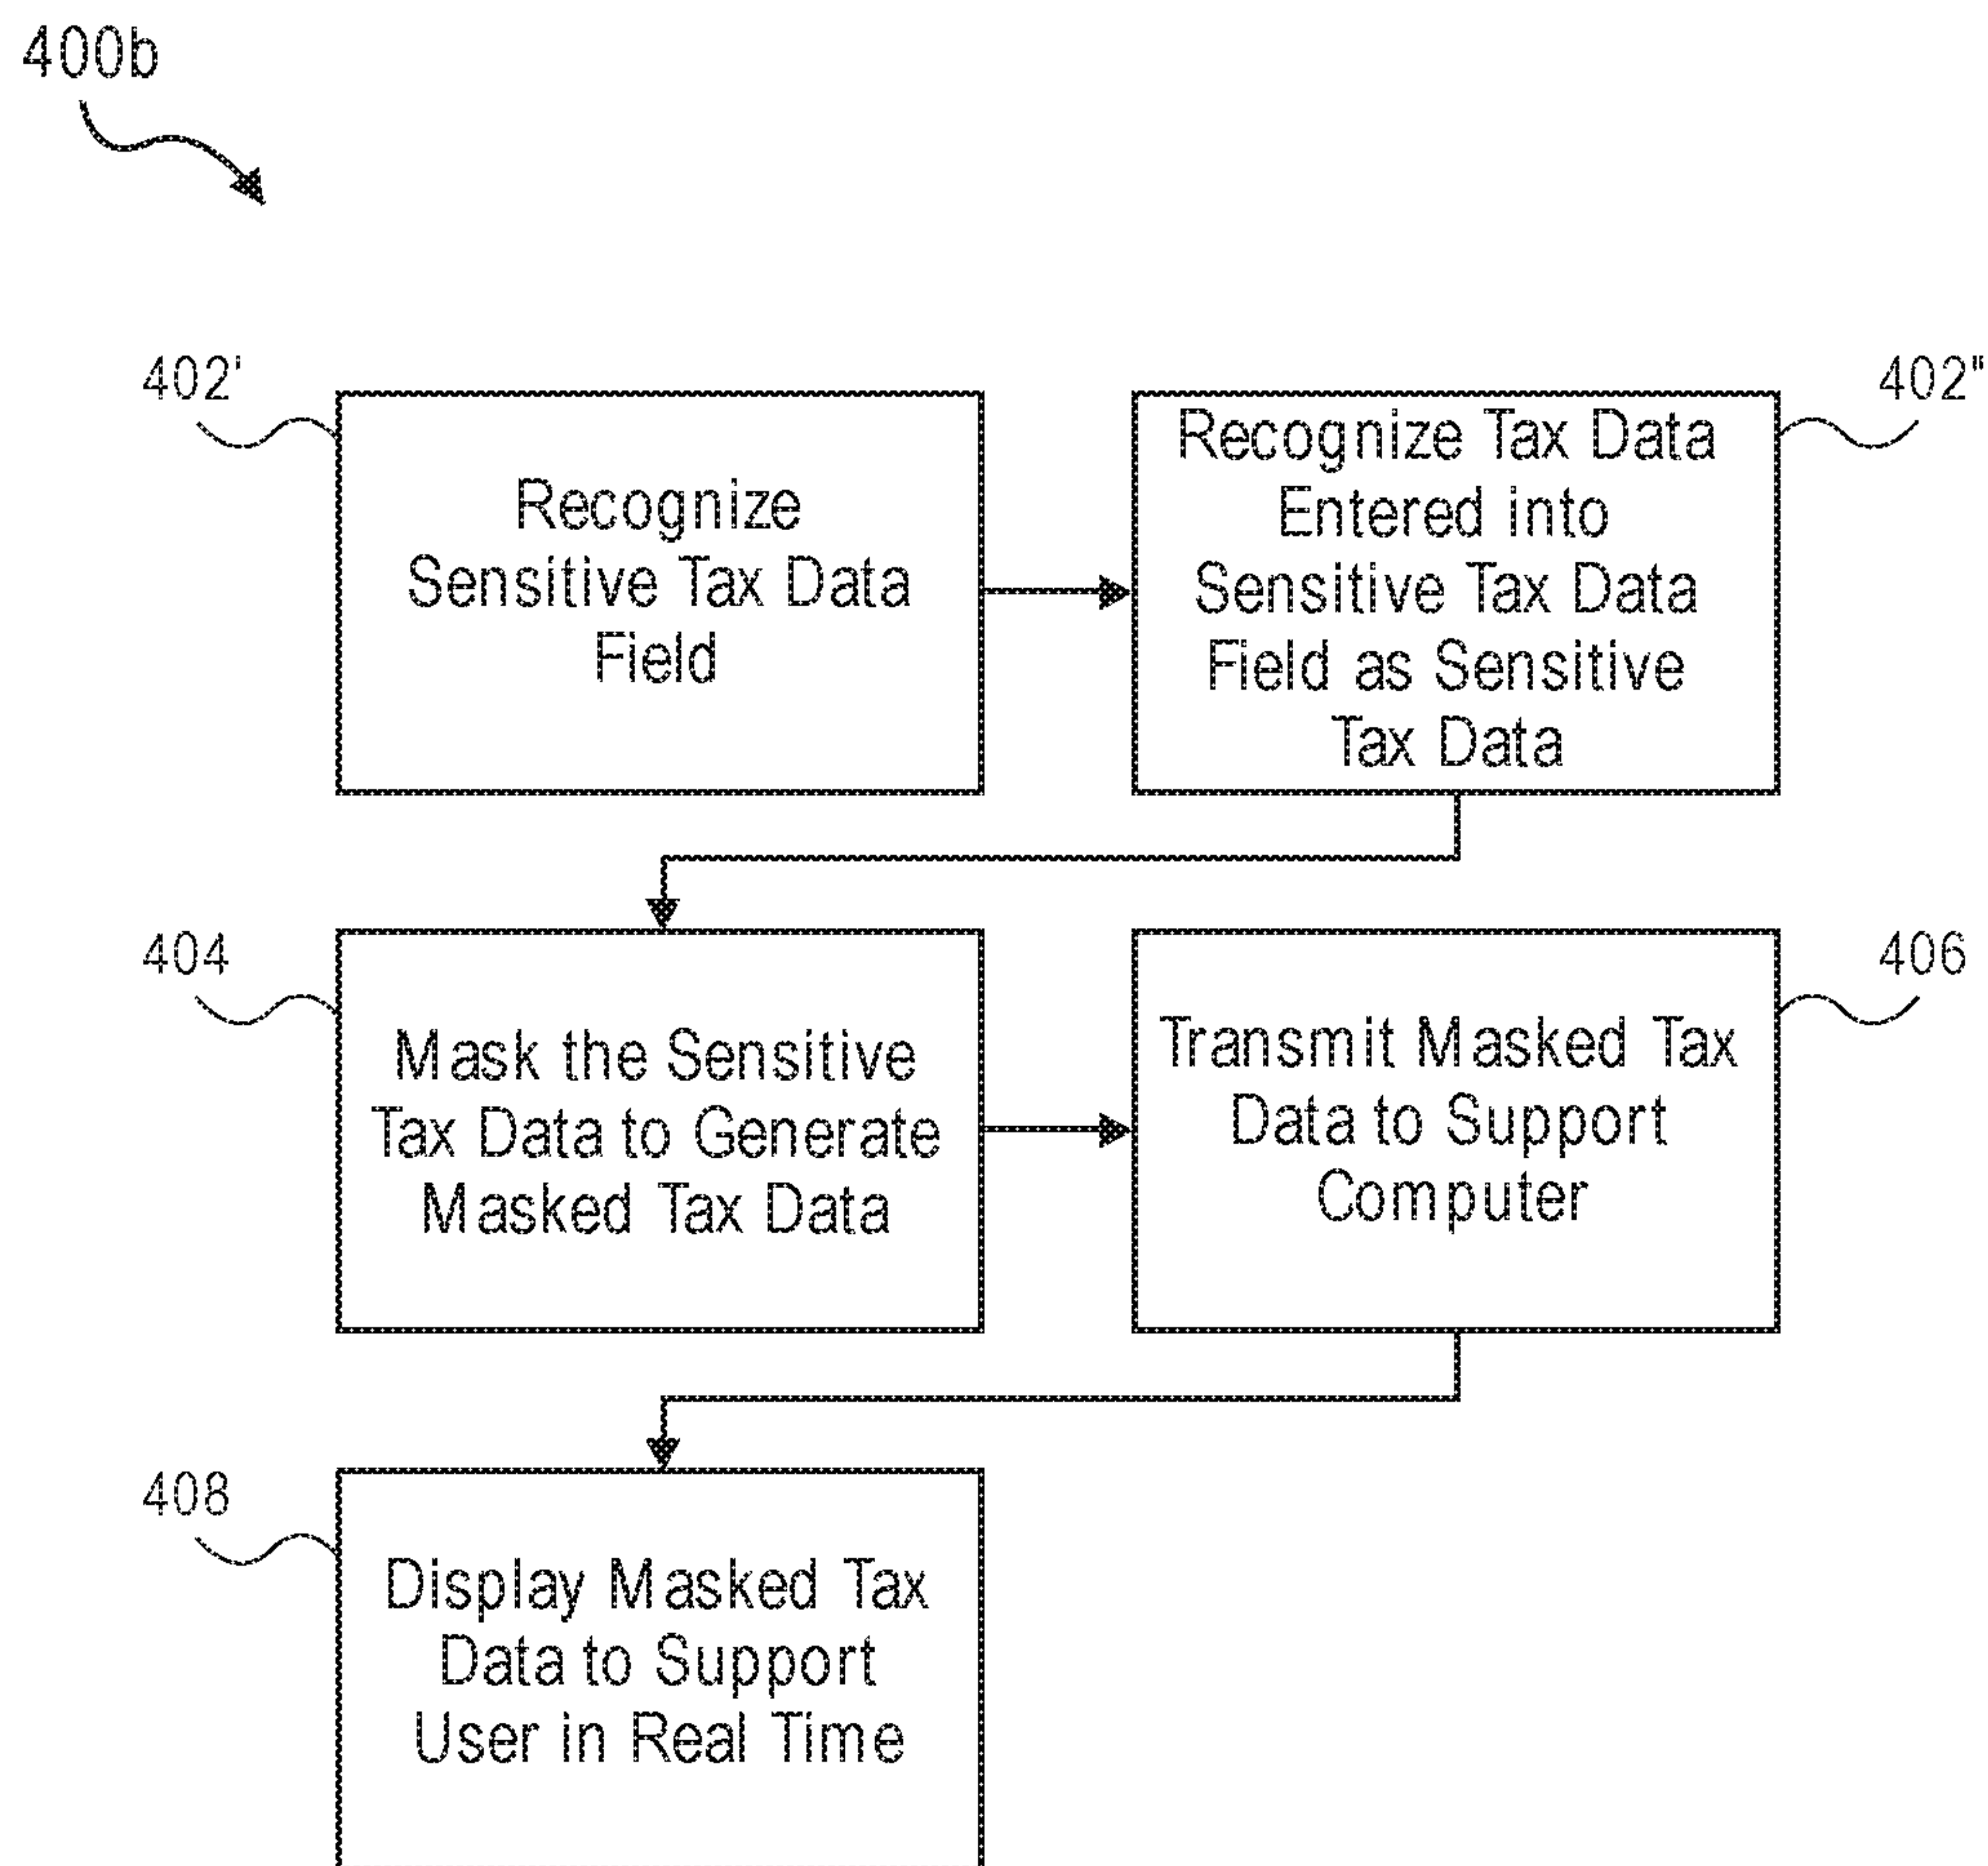 400b
402'
Recognize
Sensitive Tax Data
Field
402"
Recognize Tax Data
Entered into
Sensitive Tax Data
Field as Sensitive
Tax Data
404
Mask the Sensitive
Tax Data to Generate
Masked Tax Data
406
Transmit Masked Tax
Data to Support
Computer
408
Display Masked Tax
Data to Support
User in Real Time